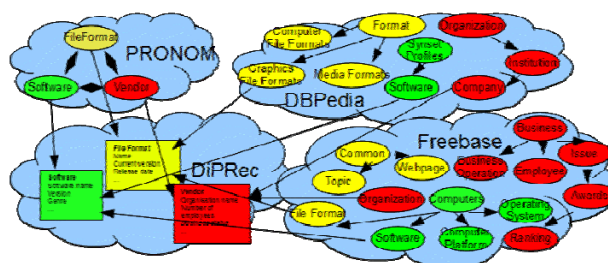 FileFormat
PRONOM
Software
Vendor
Computer
File Formats
Format
Organization
Synset
Profiles
Institution
Graphics
File Formats
Media Formats
Software
Company
DBPedia
File Format
Name
Current version
Release date
DiPRec
Software
Software name
Version
Genre
Vendor
Organisation name
Number of
employees
Freebase
Business
Common
Webpage
Business
Operation
Issue
Employee
Topic
Awards
Organization
Computers
File Format
Operating
System
Software
Computer
Platform
Ranking